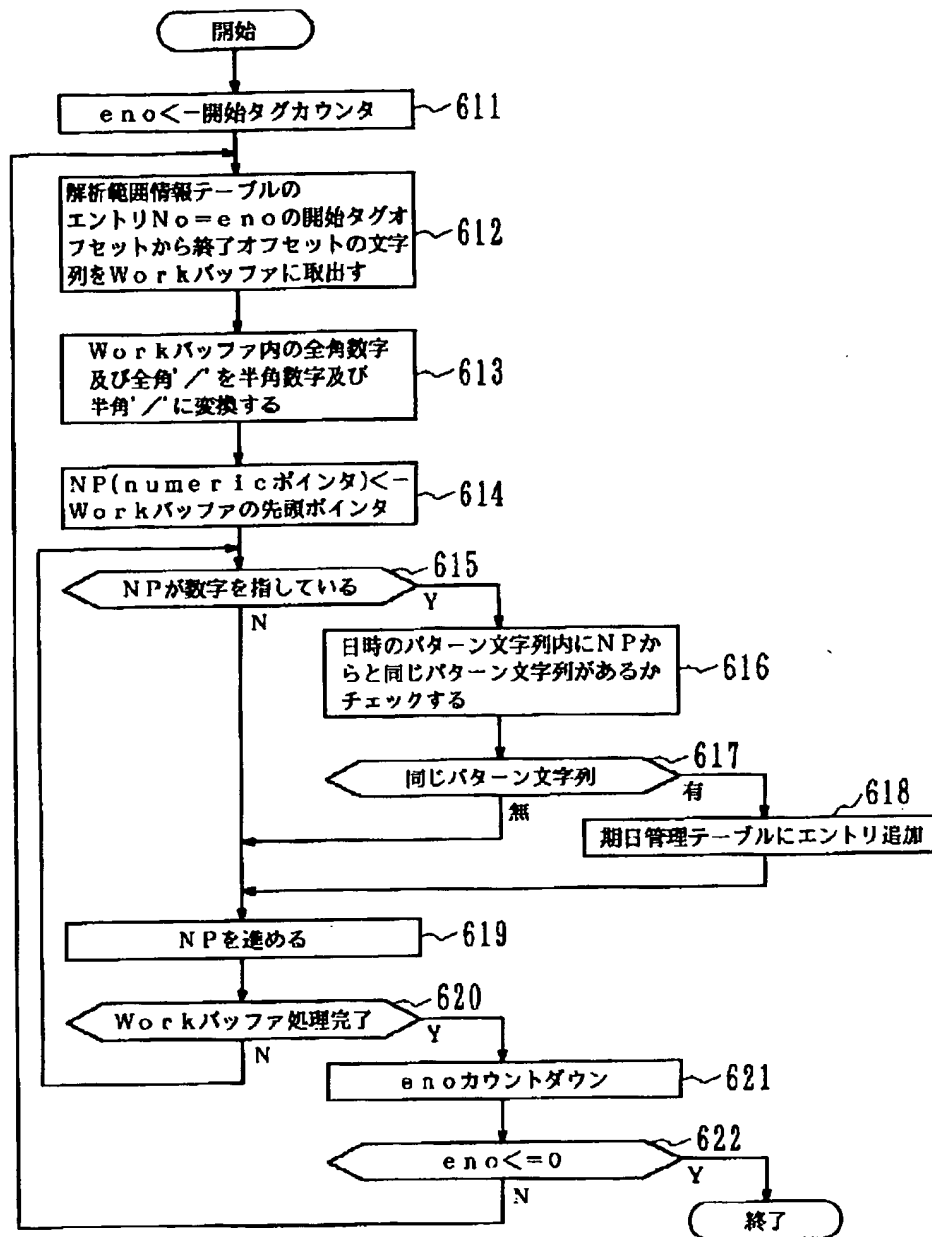 開始
eno<-開始タグカウンタ
611
解析範囲情報テーブルの
エントリNo=enoの開始タグオ
フセットから終了オフセットの文字
列をWorkバッファに取出す
612
Workバッファ内の全角数字
及び全角'/'を半角数字及び
半角'/'に変換する
613
NP(numericポインタ)<-
Workバッファの先頭ポインタ
614
NPが数字を指している
615
Y
N
日時のパターン文字列内にNPか
らと同じパターン文字列があるか
チェックする
616
同じパターン文字列
617
有
無
期日管理テーブルにエントリ追加
618
NPを進める
619
Workバッファ処理完了
620
Y
N
enoカウントダウン
621
eno<=0
622
Y
N
終了